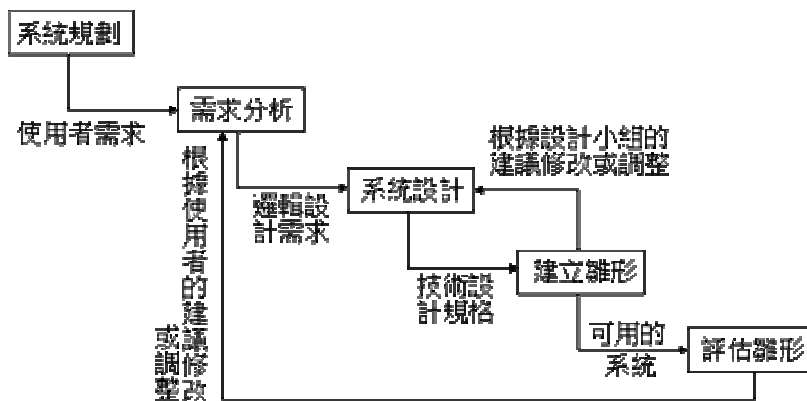 系統規劃
使用者需求
需求分析
根據使用者的建議修改
或調整
邏輯設
計需求
系統設計
根據設計小組的
建議修改或調整
技術設
計規格
建立雛形
可用的
系統
評估雛形